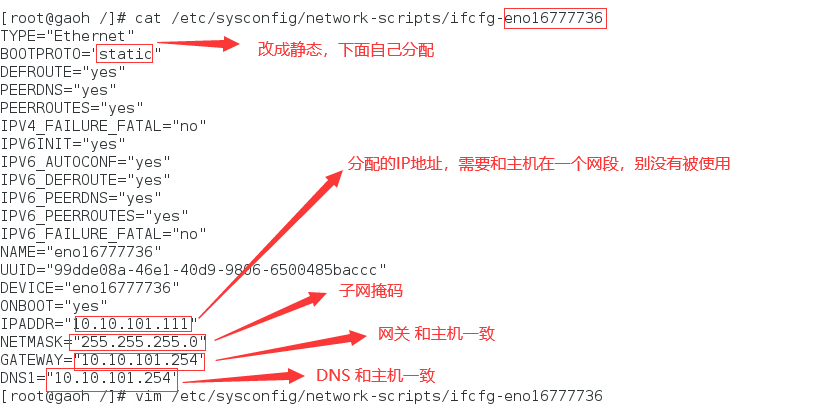 [root@gaoh /]# cat /etc/sysconfig/network-scripts/ifcfg-eno16777736
TYPE="Ethernet"
BOOTPROTO="static"
改成静态，下面自己分配
DEFROUTE="yes"
PEERDNS="yes"
PEERROUTES="yes"
IPV4_FAILURE_FATAL="no"
IPV6INIT="yes"
IPV6_AUTOCONF="yes"
分配的IP地址，需要和主机在一个网段，别没有被使用
IPV6_DEFROUTE="yes"
IPV6_PEERDNS="yes"
IPV6_PEERROUTES="yes"
IPV6_FAILURE_FATAL="no"
NAME="eno16777736"
UUID="99dde08a-46e1-40d9-9806-6500485baccc"
DEVICE="eno16777736"
子网掩码
ONBOOT="yes"
IPADDR="10.10.101.111"
NETMASK="255.255.255.0"
网关 和主机一致
GATEWAY="10.10.101.254"
DNS1="10.10.101.254"
DNS 和主机一致
[root@gaoh /]# vim /etc/sysconfig/network-scripts/ifcfg-eno16777736